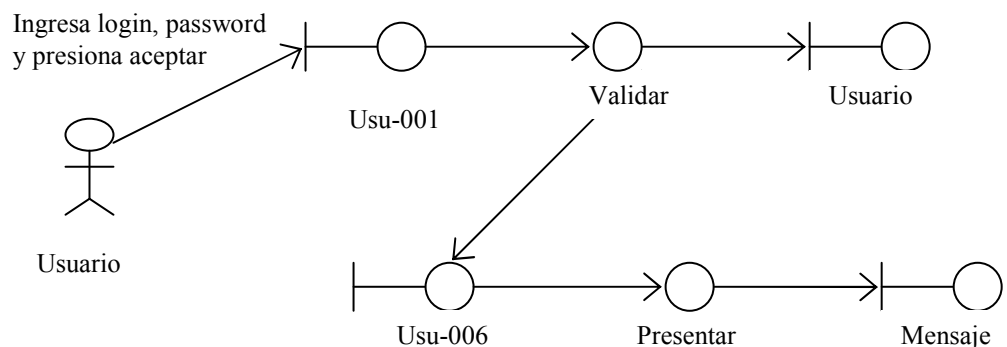 Ingresa login, password
y presiona aceptar
Usu-001
Validar
Usuario
Usuario
Usu-006
Presentar
Mensaje